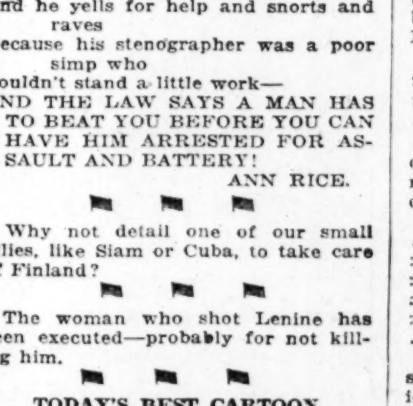 nd he yells for help and snorts and
raves
ecause his stenographer was a poor
simp who
ouldn't stand a little work—
ND THE LAW SAYS A MAN HAS
TO BEAT YOU BEFORE YOU CAN
HAVE HIM ARRESTED FOR AS-
SAULT AND BATTERY!
ANN RICE.
Why not detail one of our small
llies, like Siam or Cuba, to take care
f Finland?
The woman who shot Lenine has
een executed—probably for not kill-
g him.
TODAY'S BEST CARTOON